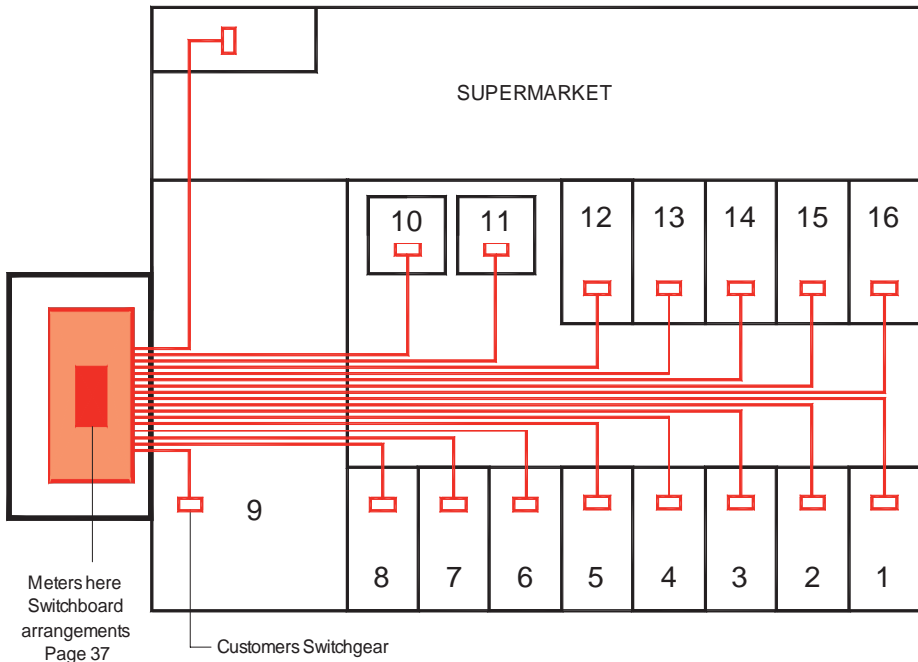 SUPERMARKET
10
11
12
13
14
15
16
9
8
7
6
5
4
3
2
1
Meters here
Switchboard
arrangements
Page 37
Customers Switchgear